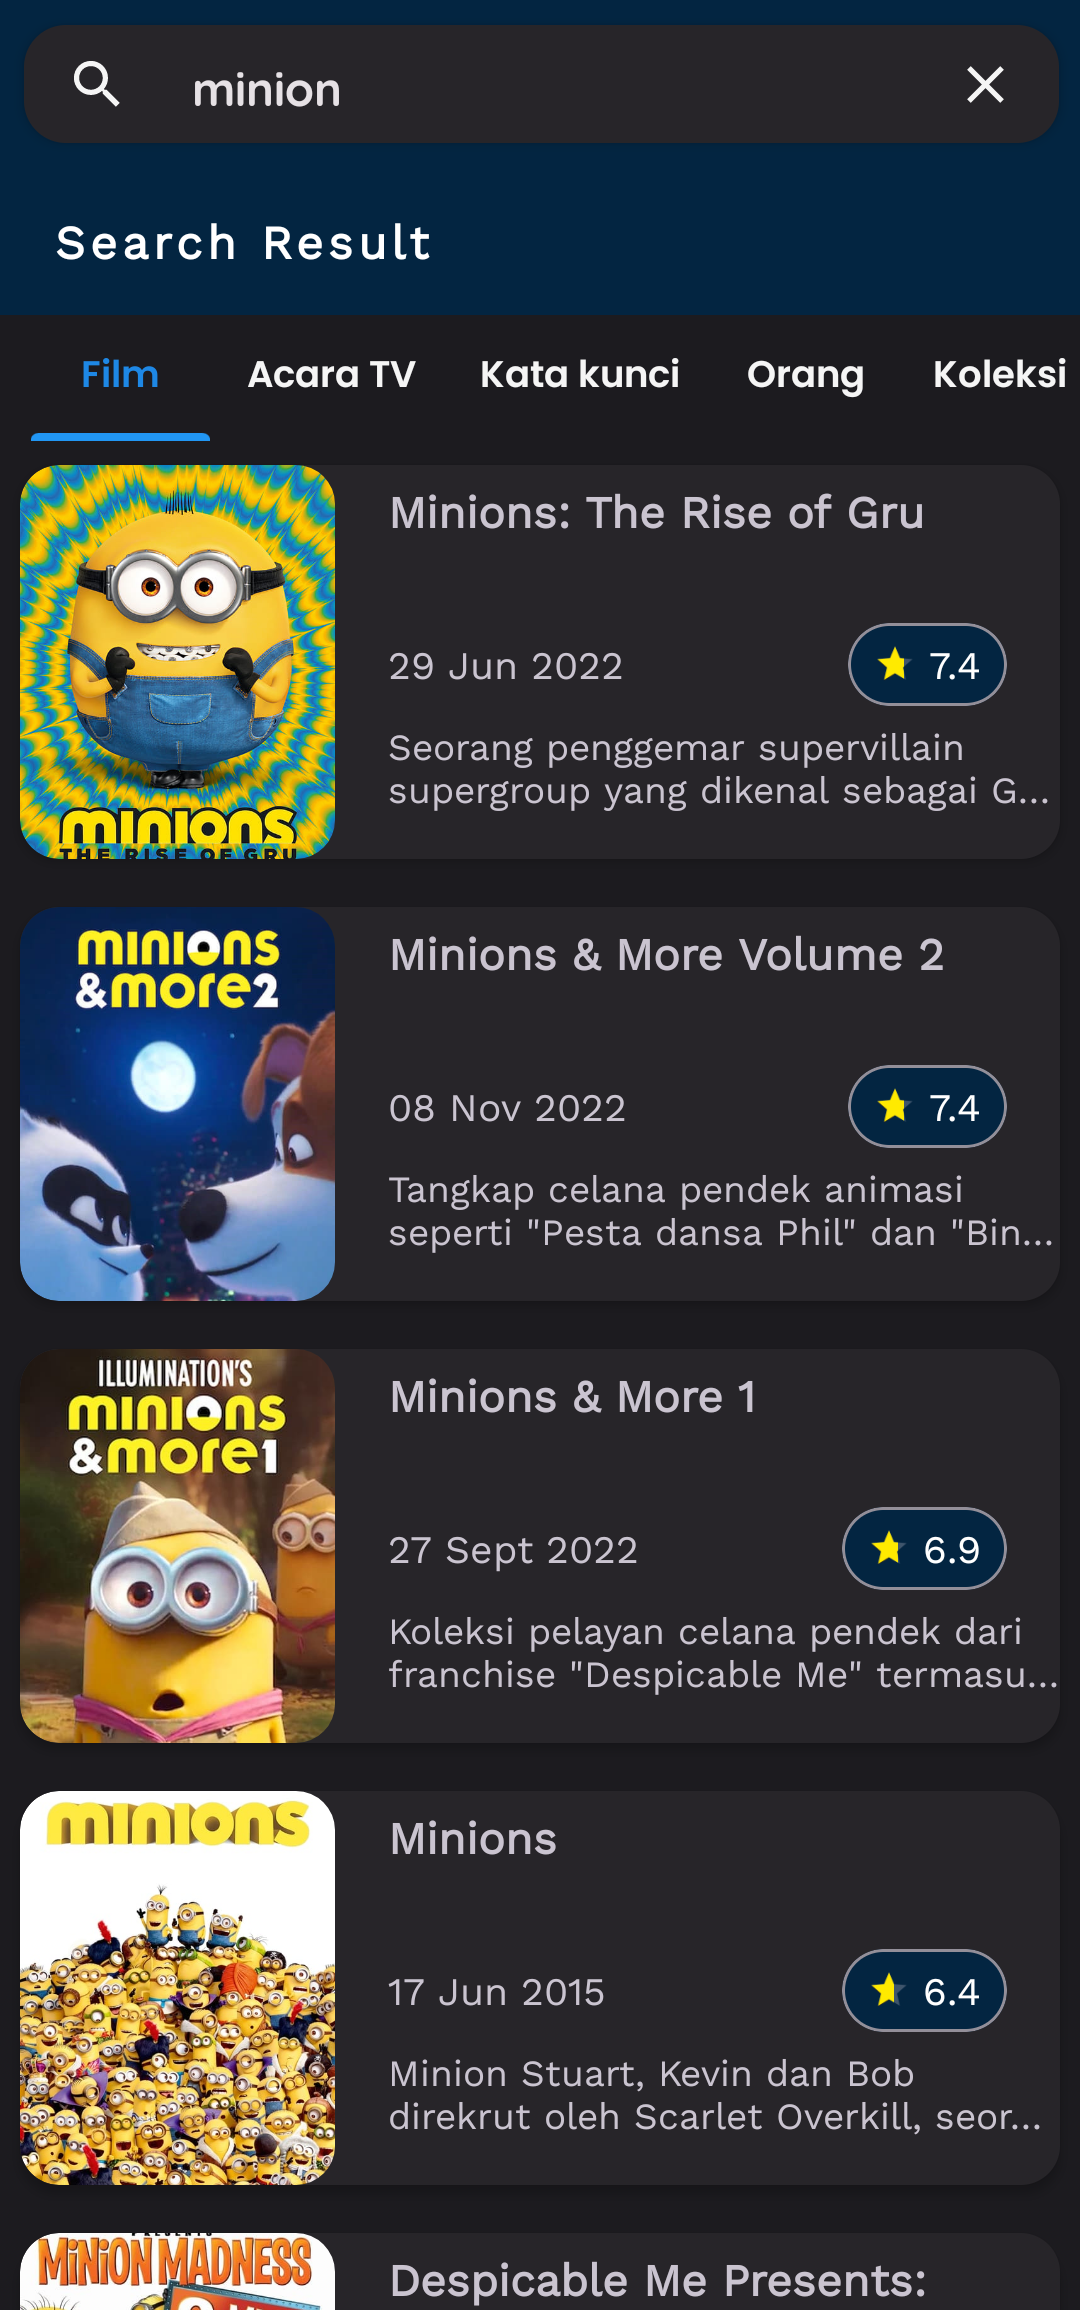 minion
Search Result
Film Acara TV Kata kunci Orang Koleksi
minions
THE RISE OF GRU
Minions: The Rise of Gru
29 Jun 2022
7.4
Seorang penggemar supervillain
supergroup yang dikenal sebagai G...
minions
&more2
Minions & More Volume 2
08 Nov 2022
7.4
Tangkap celana pendek animasi
seperti "Pesta dansa Phil" dan "Bin...
ILLUMINATION'S
minions
&more1
Minions & More 1
27 Sept 2022
6.9
Koleksi pelayan celana pendek dari
franchise "Despicable Me" termasu...
minions
Minions
17 Jun 2015
6.4
Minion Stuart, Kevin dan Bob
direkrut oleh Scarlet Overkill, seor...
MINION MADNESS
Despicable Me Presents: